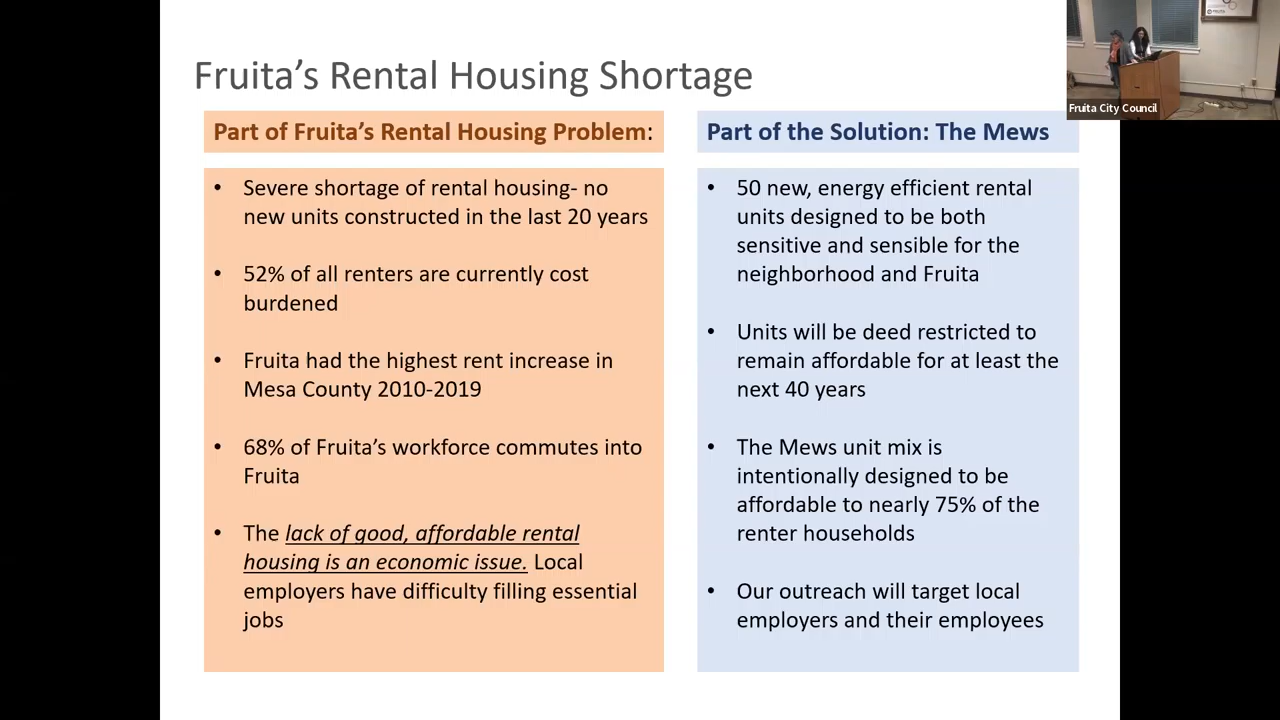 Fruita's Rental Housing Shortage
Part of Fruita's Rental Housing Problem:
• Severe shortage of rental housing- no
new units constructed in the last 20 years
• 52% of all renters are currently cost
burdened
• Fruita had the highest rent increase in
Mesa County 2010-2019
• 68% of Fruita's workforce commutes into
Fruita
• The lack of good, affordable rental
housing is an economic issue. Local
employers have difficulty filling essential
jobs
Part of the Solution: The Mews
• 50 new, energy efficient rental
units designed to be both
sensitive and sensible for the
neighborhood and Fruita
• Units will be deed restricted to
remain affordable for at least the
next 40 years
• The Mews unit mix is
intentionally designed to be
affordable to nearly 75% of the
renter households
• Our outreach will target local
employers and their employees
Fruita City Council